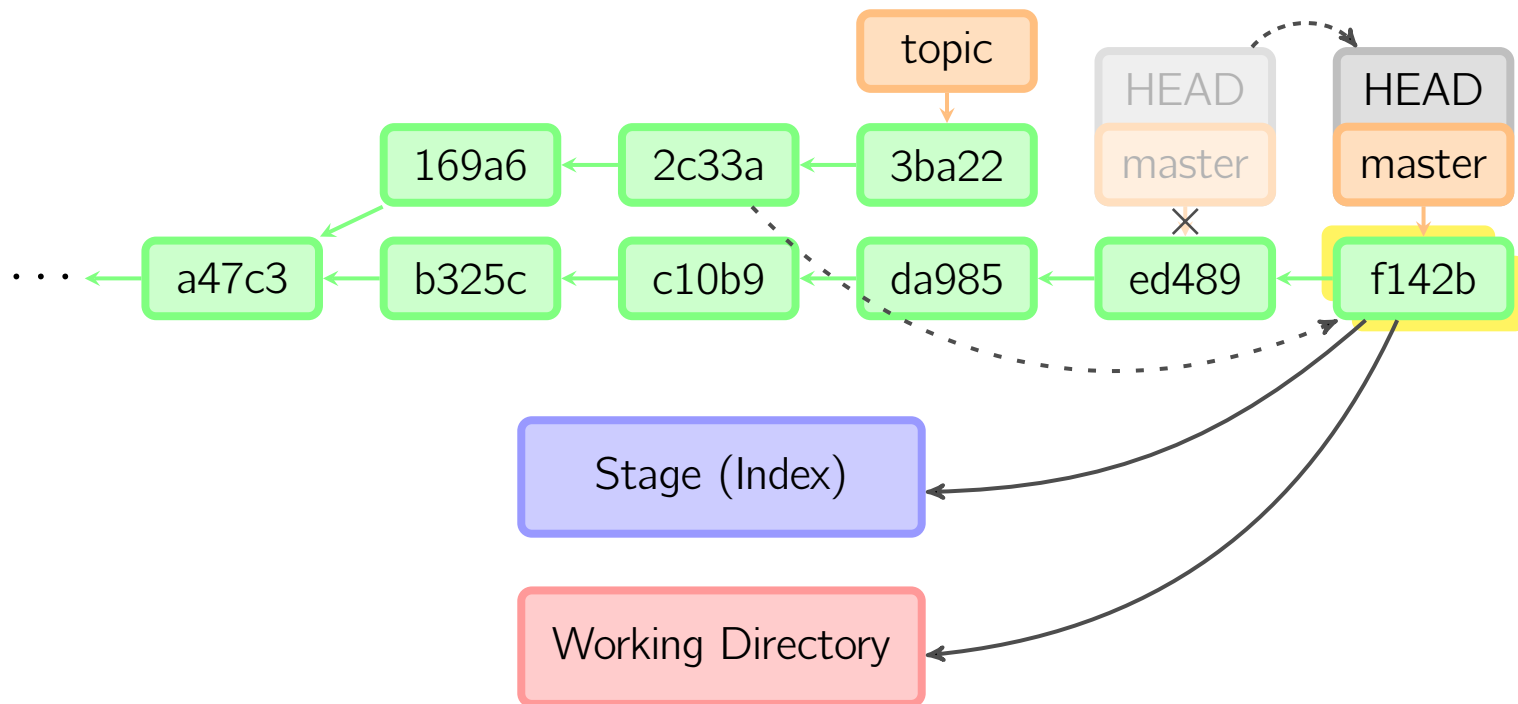 topic
HEAD
HEAD
169a6
2c33a
3ba22
master
master
...
a47c3
b325c
c10b9
da985
ed489
f142b
Stage (Index)
Working Directory